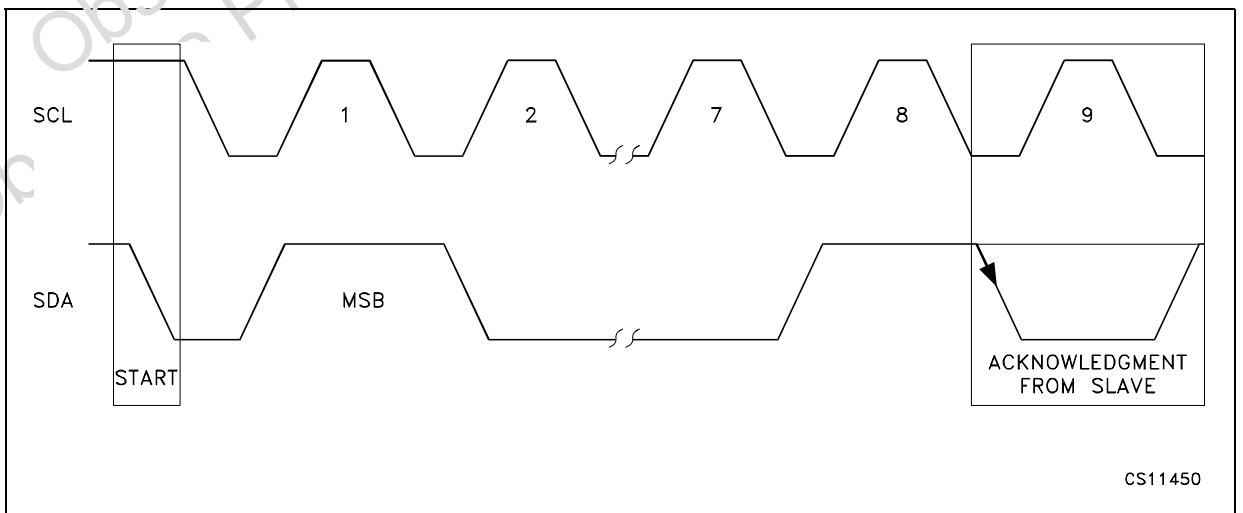 SCL
1
2
7
8
9
SDA
MSB
START
ACKNOWLEDGMENT
FROM SLAVE
CS11450